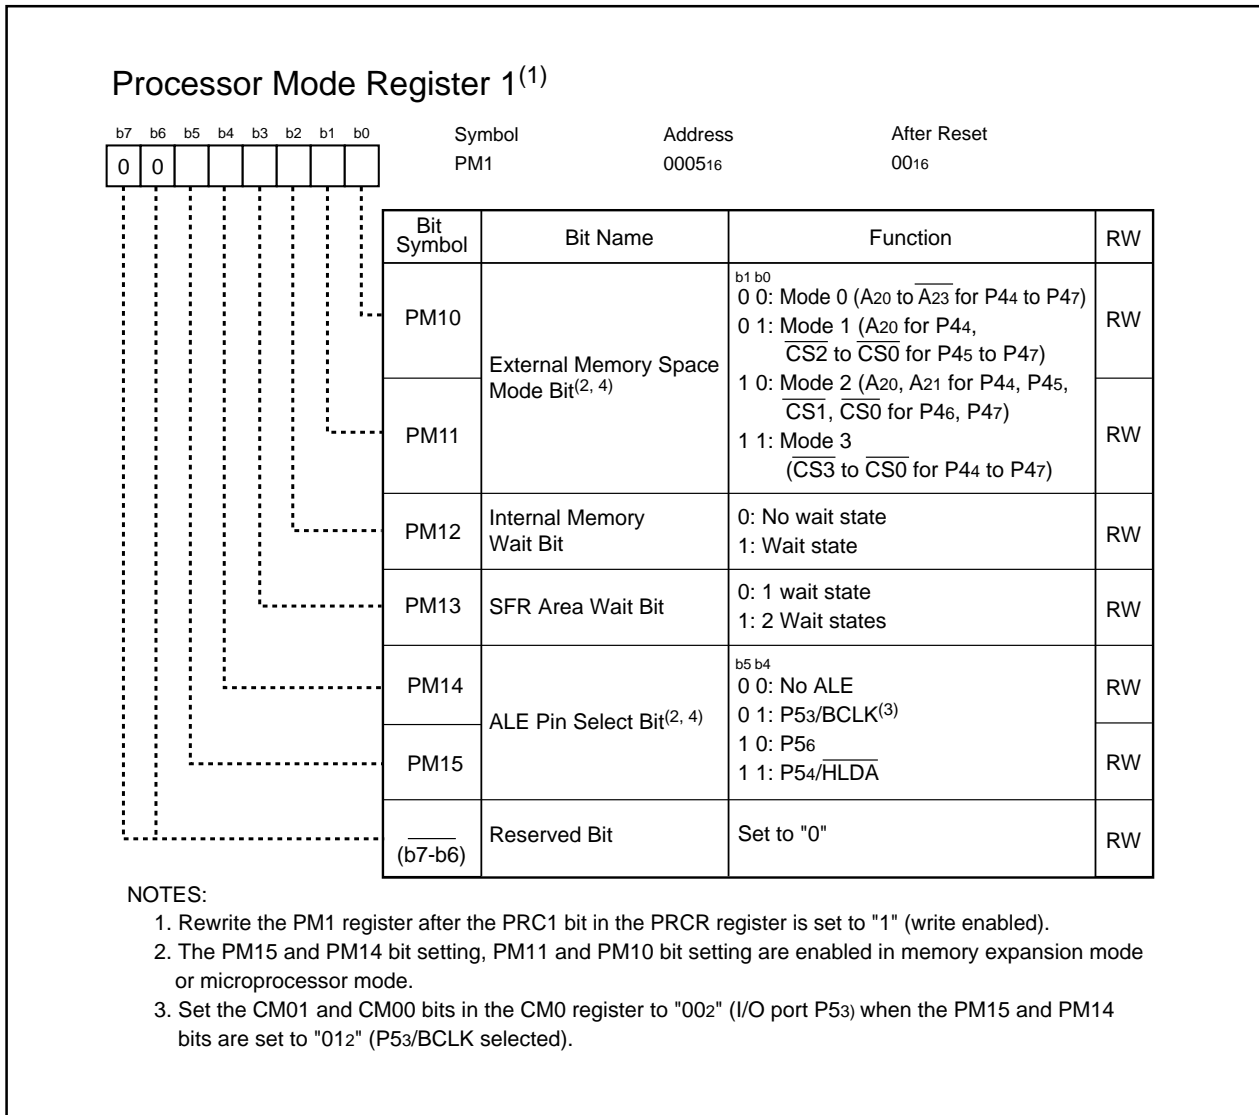 Processor Mode Register 1(1)
b7 b6 b5 b4 b3 b2 b1 b0
Symbol Address After Reset
0 0
PM1 000516 0016
Bit Symbol Bit Name Function RW
PM10
PM11
External Memory Space
Mode Bit(2, 4)
b1 b0
0 0: Mode 0 (A20 to A23 for P44 to P47)
0 1: Mode 1 (A20 for P44,
CS2 to CS0 for P45 to P47)
1 0: Mode 2 (A20, A21 for P44, P45,
CS1, CS0 for P46, P47)
1 1: Mode 3
(CS3 to CS0 for P44 to P47)
RW
RW
PM12
Internal Memory
Wait Bit
0: No wait state
1: Wait state
RW
PM13
SFR Area Wait Bit
0: 1 wait state
1: 2 Wait states
RW
PM14
PM15
ALE Pin Select Bit(2, 4)
b5 b4
0 0: No ALE
0 1: P53/BCLK(3)
1 0: P56
1 1: P54/HLDA
RW
RW
(b7-b6)
Reserved Bit
Set to "0"
RW
NOTES:
1. Rewrite the PM1 register after the PRC1 bit in the PRCR register is set to "1" (write enabled).
2. The PM15 and PM14 bit setting, PM11 and PM10 bit setting are enabled in memory expansion mode
or microprocessor mode.
3. Set the CM01 and CM00 bits in the CM0 register to "002" (I/O port P53) when the PM15 and PM14
bits are set to "012" (P53/BCLK selected).